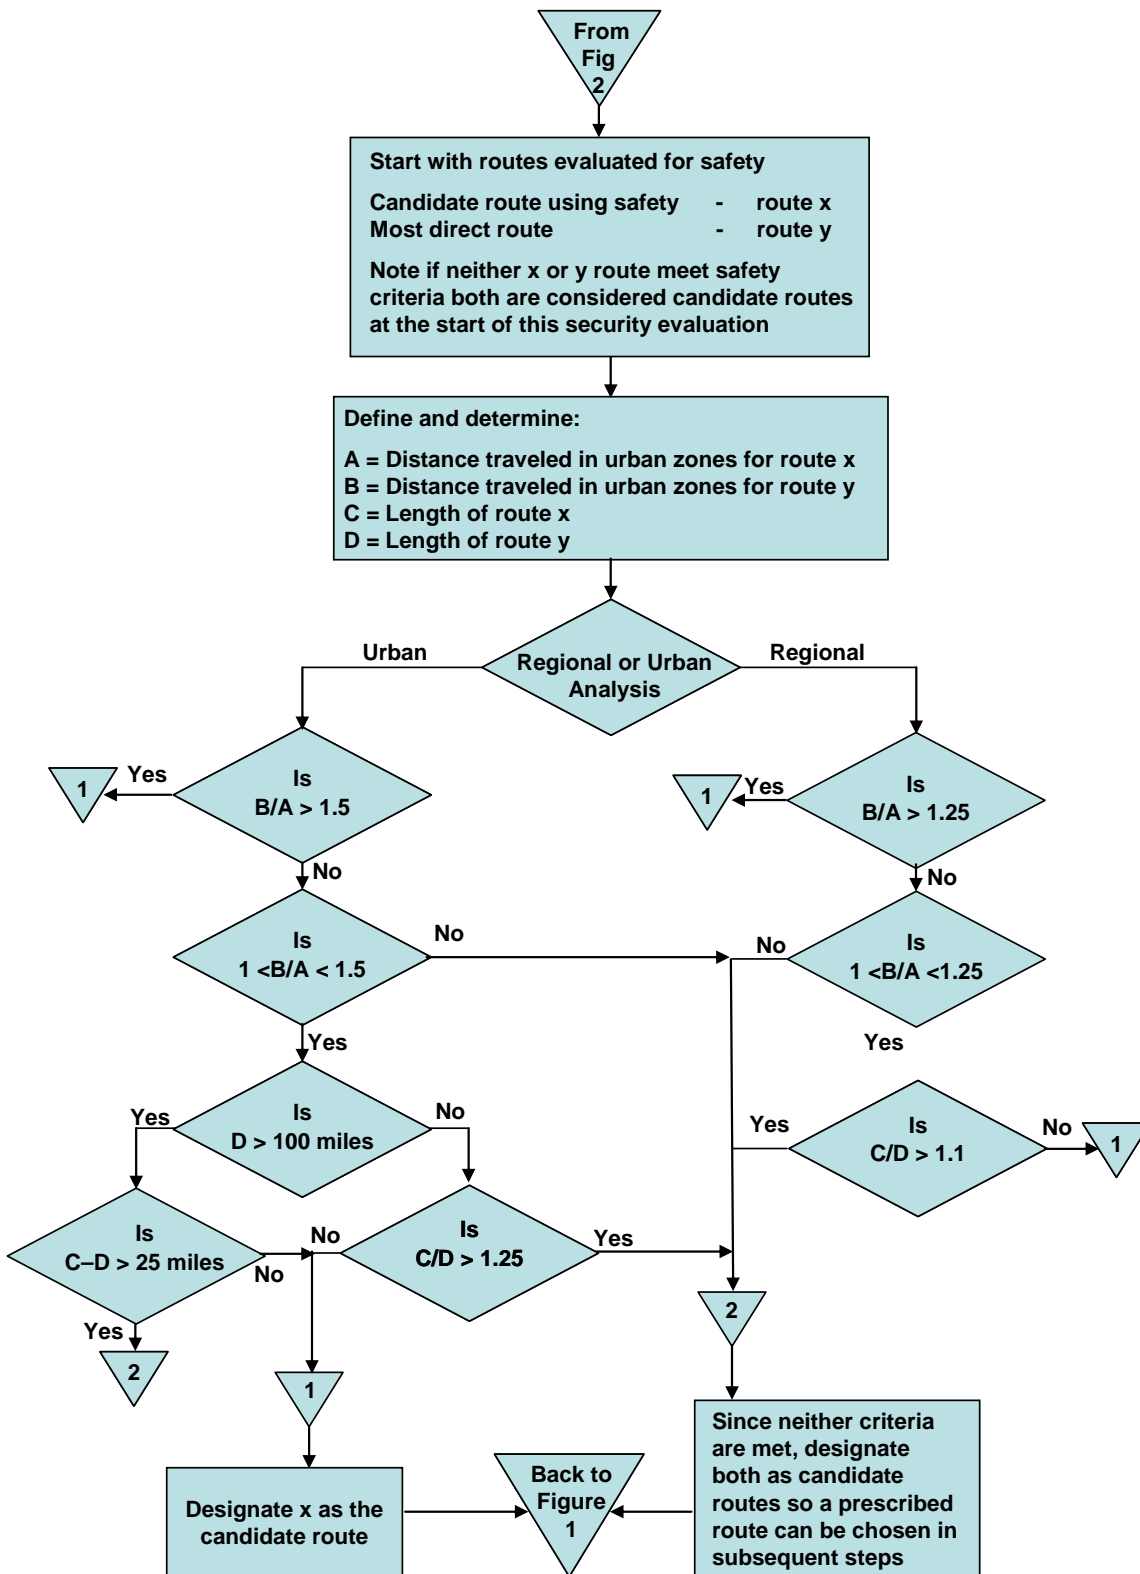 From
Fig
2
Start with routes evaluated for safety
Candidate route using safety - route x
Most direct route - route y
Note if neither x or y route meet safety
criteria both are considered candidate routes
at the start of this security evaluation
Define and determine:
A = Distance traveled in urban zones for route x
B = Distance traveled in urban zones for route y
C = Length of route x
D = Length of route y
Urban
Regional or Urban
Analysis
Regional
1
Yes
Is
B/A > 1.5
No
1
Yes
Is
B/A > 1.25
No
Is
1 <B/A < 1.5
No
Yes
No
Is
1 <B/A <1.25
Yes
Yes
Is
D > 100 miles
No
Yes
Is
C/D > 1.1
No
1
Is
C–D > 25 miles
No
Yes
2
No
Is
C/D > 1.25
Yes
1
2
Designate x as the
candidate route
Back to
Figure
1
Since neither criteria
are met, designate
both as candidate
routes so a prescribed
route can be chosen in
subsequent steps